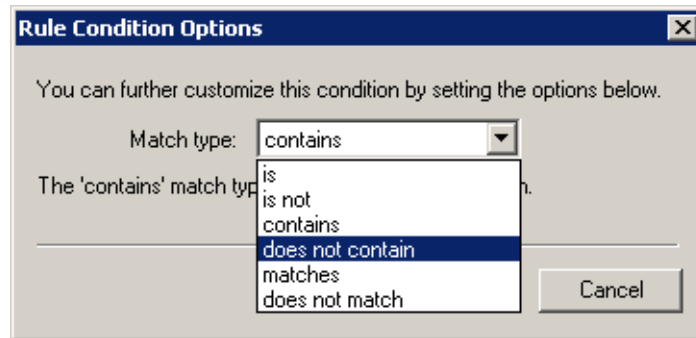 Rule Condition Options
You can further customize this condition by setting the options below.
Match type: contains
is
The 'contains' match typ
is not
contains
does not contain
matches
does not match
Cancel